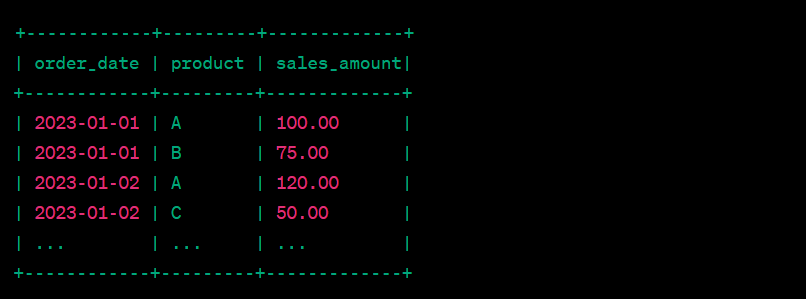 +------------+---------+-------------+
| order_date | product | sales_amount|
+------------+---------+-------------+
| 2023-01-01 | A       | 100.00      |
| 2023-01-01 | B       | 75.00       |
| 2023-01-02 | A       | 120.00      |
| 2023-01-02 | C       | 50.00       |
| ...        | ...     | ...         |
+------------+---------+-------------+